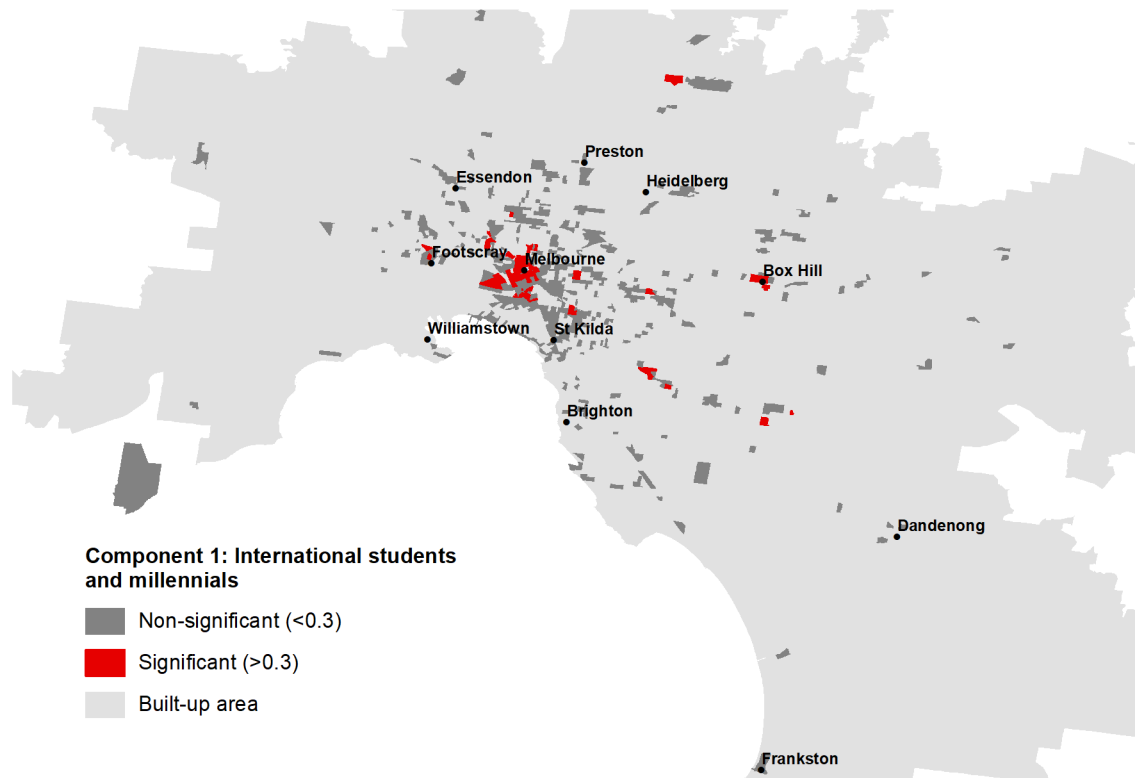 Preston
Essendon
Heidelberg
Footscray
Melbourne
Box Hill
Williamstown
St Kilda
Brighton
Dandenong
Component 1: International students
and millennials
Non-significant (<0.3)
Significant (>0.3)
Built-up area
Frankston